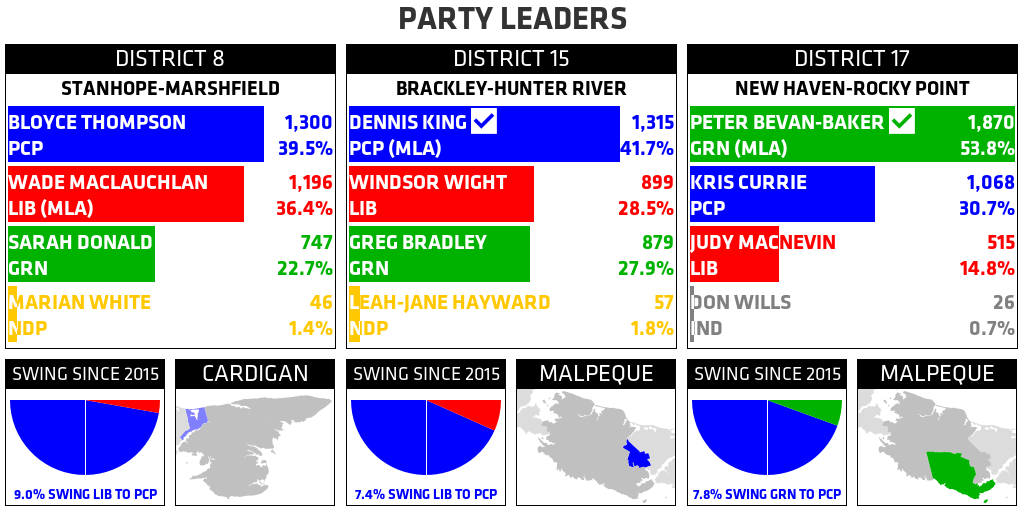 PARTY LEADERS
DISTRICT 8
STANHOPE-MARSHFIELD
BLOYCE THOMPSON 1,300
PCP 39.5%
WADE MACLAUCHLAN 1,196
LIB (MLA) 36.4%
SARAH DONALD 747
GRN 22.7%
MARIAN WHITE 46
NDP 1.4%
SWING SINCE 2015
9.0% SWING LIB TO PCP
CARDIGAN
DISTRICT 15
BRACKLEY-HUNTER RIVER
DENNIS KING 1,315
PCP (MLA) 41.7%
WINDSOR WIGHT 899
LIB 28.5%
GREG BRADLEY 879
GRN 27.9%
LEAH-JANE HAYWARD 57
NDP 1.8%
SWING SINCE 2015
7.4% SWING LIB TO PCP
MALPEQUE
DISTRICT 17
NEW HAVEN-ROCKY POINT
PETER BEVAN-BAKER 1,870
GRN (MLA) 53.8%
KRIS CURRIE 1,068
PCP 30.7%
JUDY MACNEVIN 515
LIB 14.8%
DON WILLS 26
IND 0.7%
SWING SINCE 2015
7.8% SWING GRN TO PCP
MALPEQUE